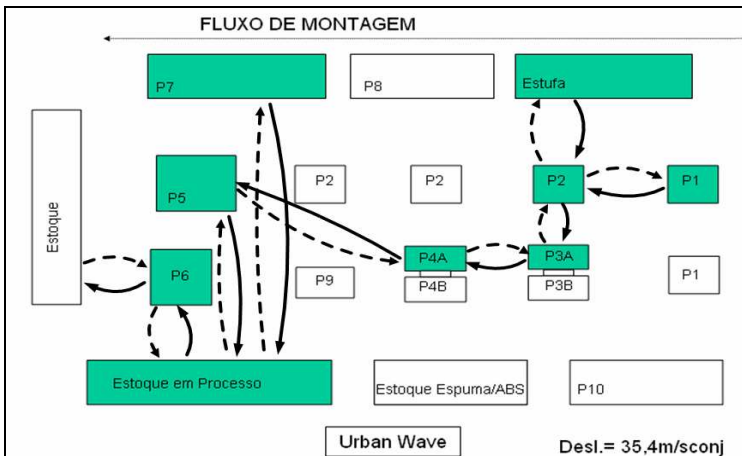 FLUXO DE MONTAGEM
P7
P8
Estufa
P5
P2
P2
P2
P1
Estoque
P6
P9
P4A
P4B
P3A
P3B
P1
Estoque em Processo
Estoque Espuma/ABS
P10
Urban Wave
Desl.= 35,4m/sconj